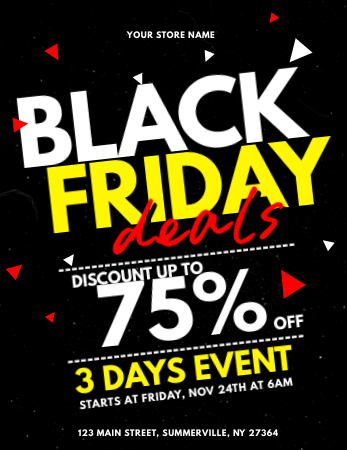 YOUR STORE NAME
BLACK
FRIDAY
deals
DISCOUNT UP TO
75% OFF
3 DAYS EVENT
STARTS AT FRIDAY, NOV 24TH AT 6AM
123 MAIN STREET, SUMMERVILLE, NY 27364